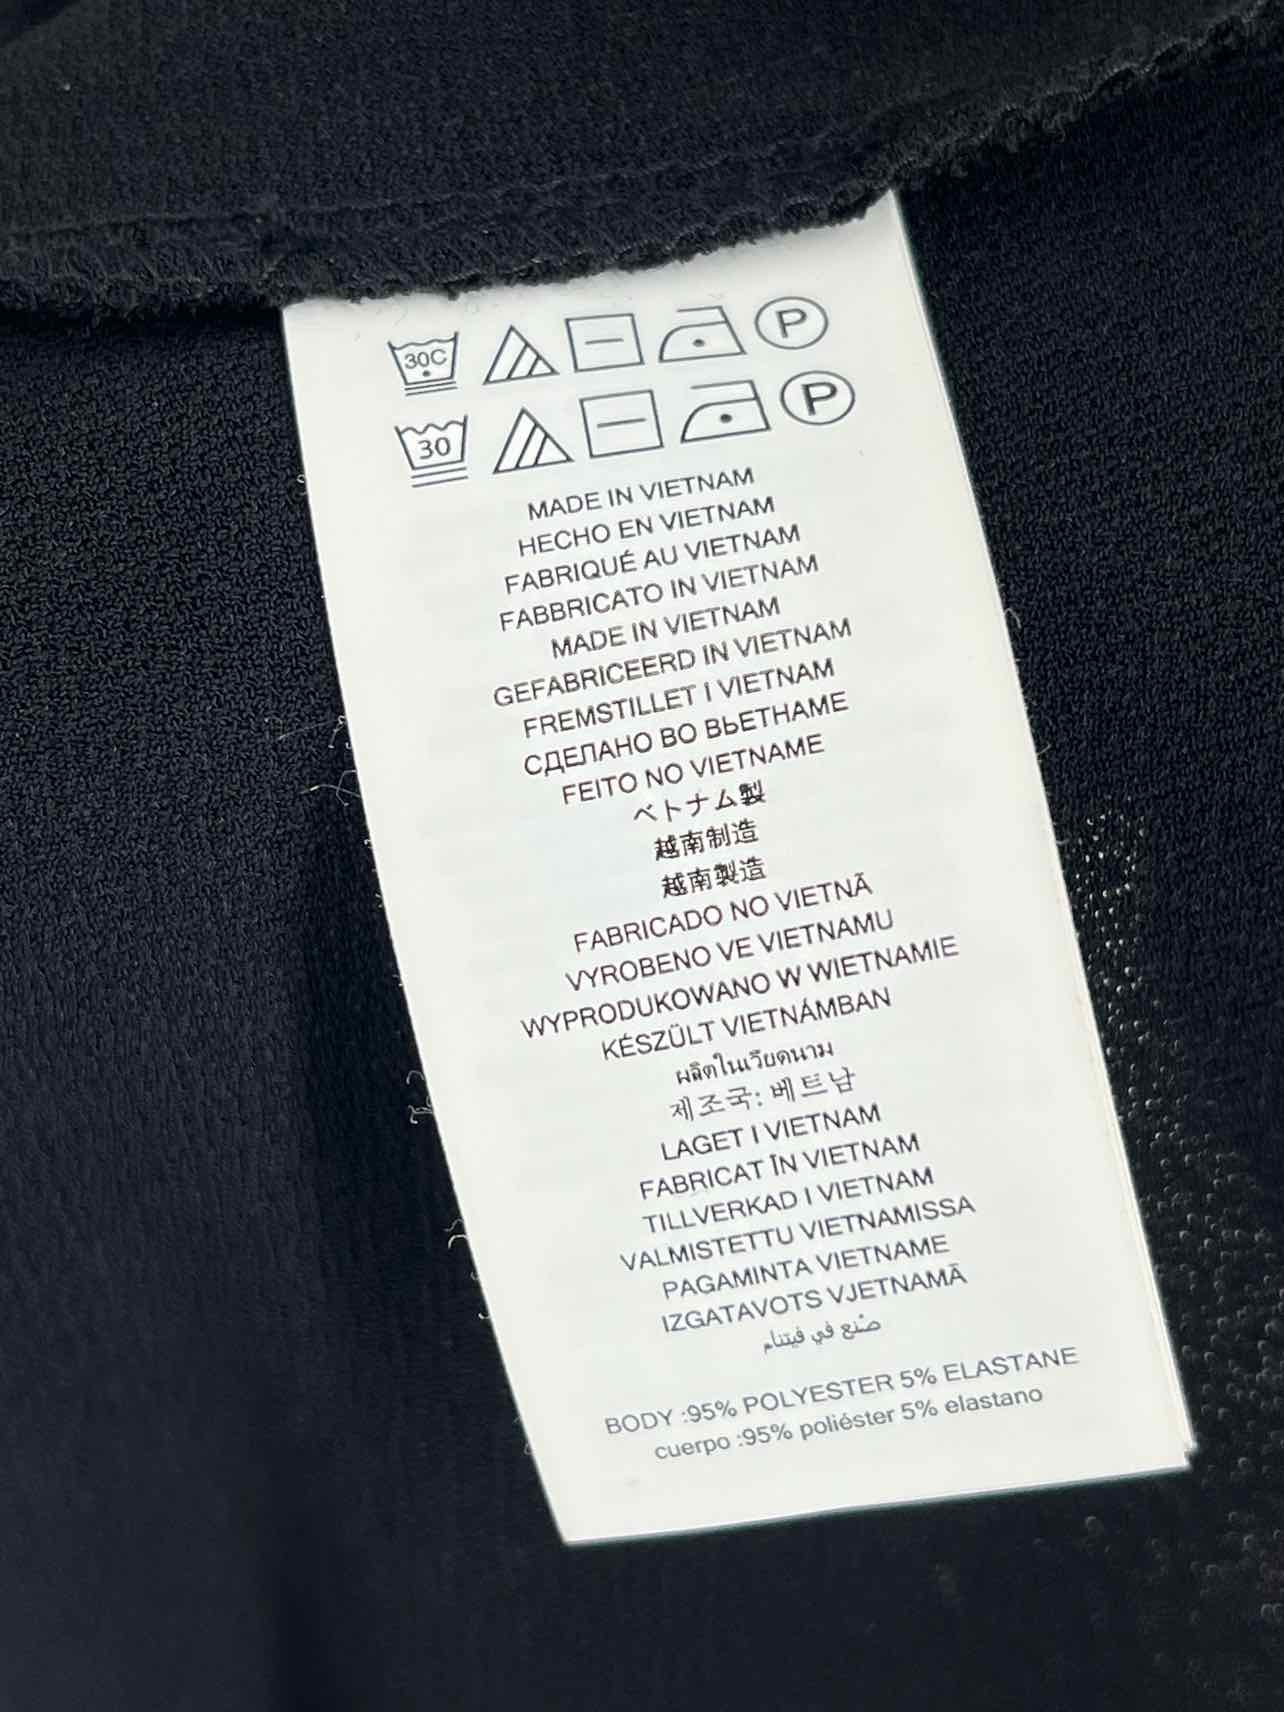 30C P
30 P
MADE IN VIETNAM
HECHO EN VIETNAM
FABRIQUÉ AU VIETNAM
FABBRICATO IN VIETNAM
MADE IN VIETNAM
GEFABRICEERD IN VIETNAM
FREMSTILLET I VIETNAM
СДЕЛАНО ВО ВЬЕТНАМЕ
FEITO NO VIETNAME
ベトナム製
越南制造
越南製造
FABRICADO NO VIETNÃ
VYROBENO VE VIETNAMU
WYPRODUKOWANO W WIETNAMIE
KÉSZÜLT VIETNÁMBAN
ผลิตในเวียดนาม
제조국: 베트남
LAGET I VIETNAM
FABRICAT ÎN VIETNAM
TILLVERKAD I VIETNAM
VALMISTETTU VIETNAMISSA
PAGAMINTA VIETNAME
IZGATAVOTS VJETNAMĀ
صُنع في فيتنام
BODY :95% POLYESTER 5% ELASTANE
cuerpo :95% poliéster 5% elastano